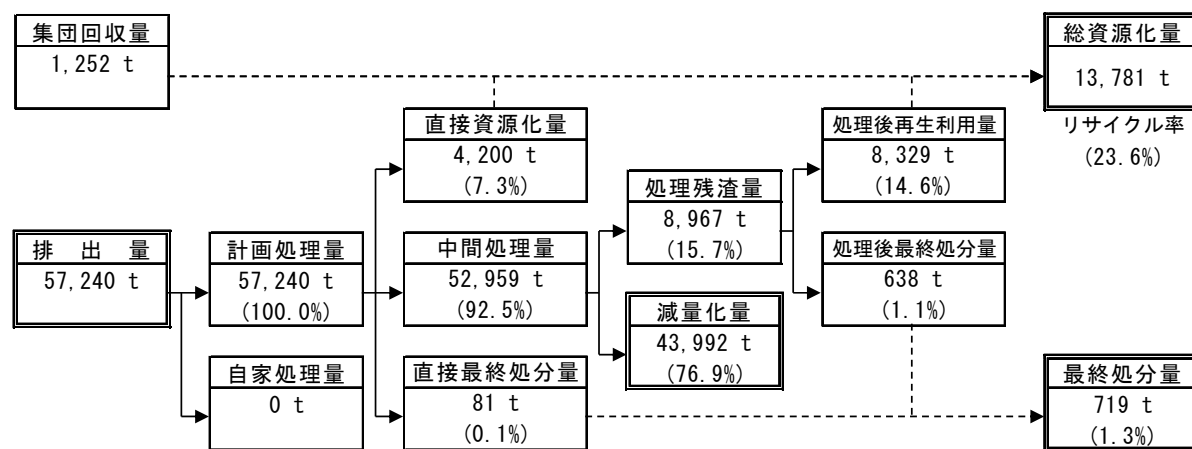 集団回収量
1,252 t
総資源化量
13,781 t
リサイクル率
(23.6%)
直接資源化量
4,200 t
(7.3%)
処理後再生利用量
8,329 t
(14.6%)
処理残渣量
8,967 t
(15.7%)
排出量
57,240 t
計画処理量
57,240 t
(100.0%)
中間処理量
52,959 t
(92.5%)
処理後最終処分量
638 t
(1.1%)
減量化量
43,992 t
(76.9%)
自家処理量
0 t
直接最終処分量
81 t
(0.1%)
最終処分量
719 t
(1.3%)